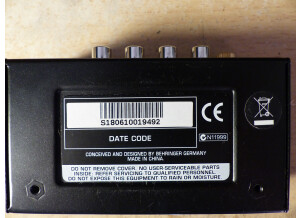 S180610019492
CE
DATE CODE
N11999
CONCEIVED AND DESIGNED BY BEHRINGER GERMANY
MADE IN CHINA.
DO NOT REMOVE COVER. NO USER-SERVICEABLE PARTS
INSIDE: REFER SERVICING TO QUALIFIED PERSONNEL.
DO NOT EXPOSE THIS EQUIPMENT TO RAIN OR MOISTURE.